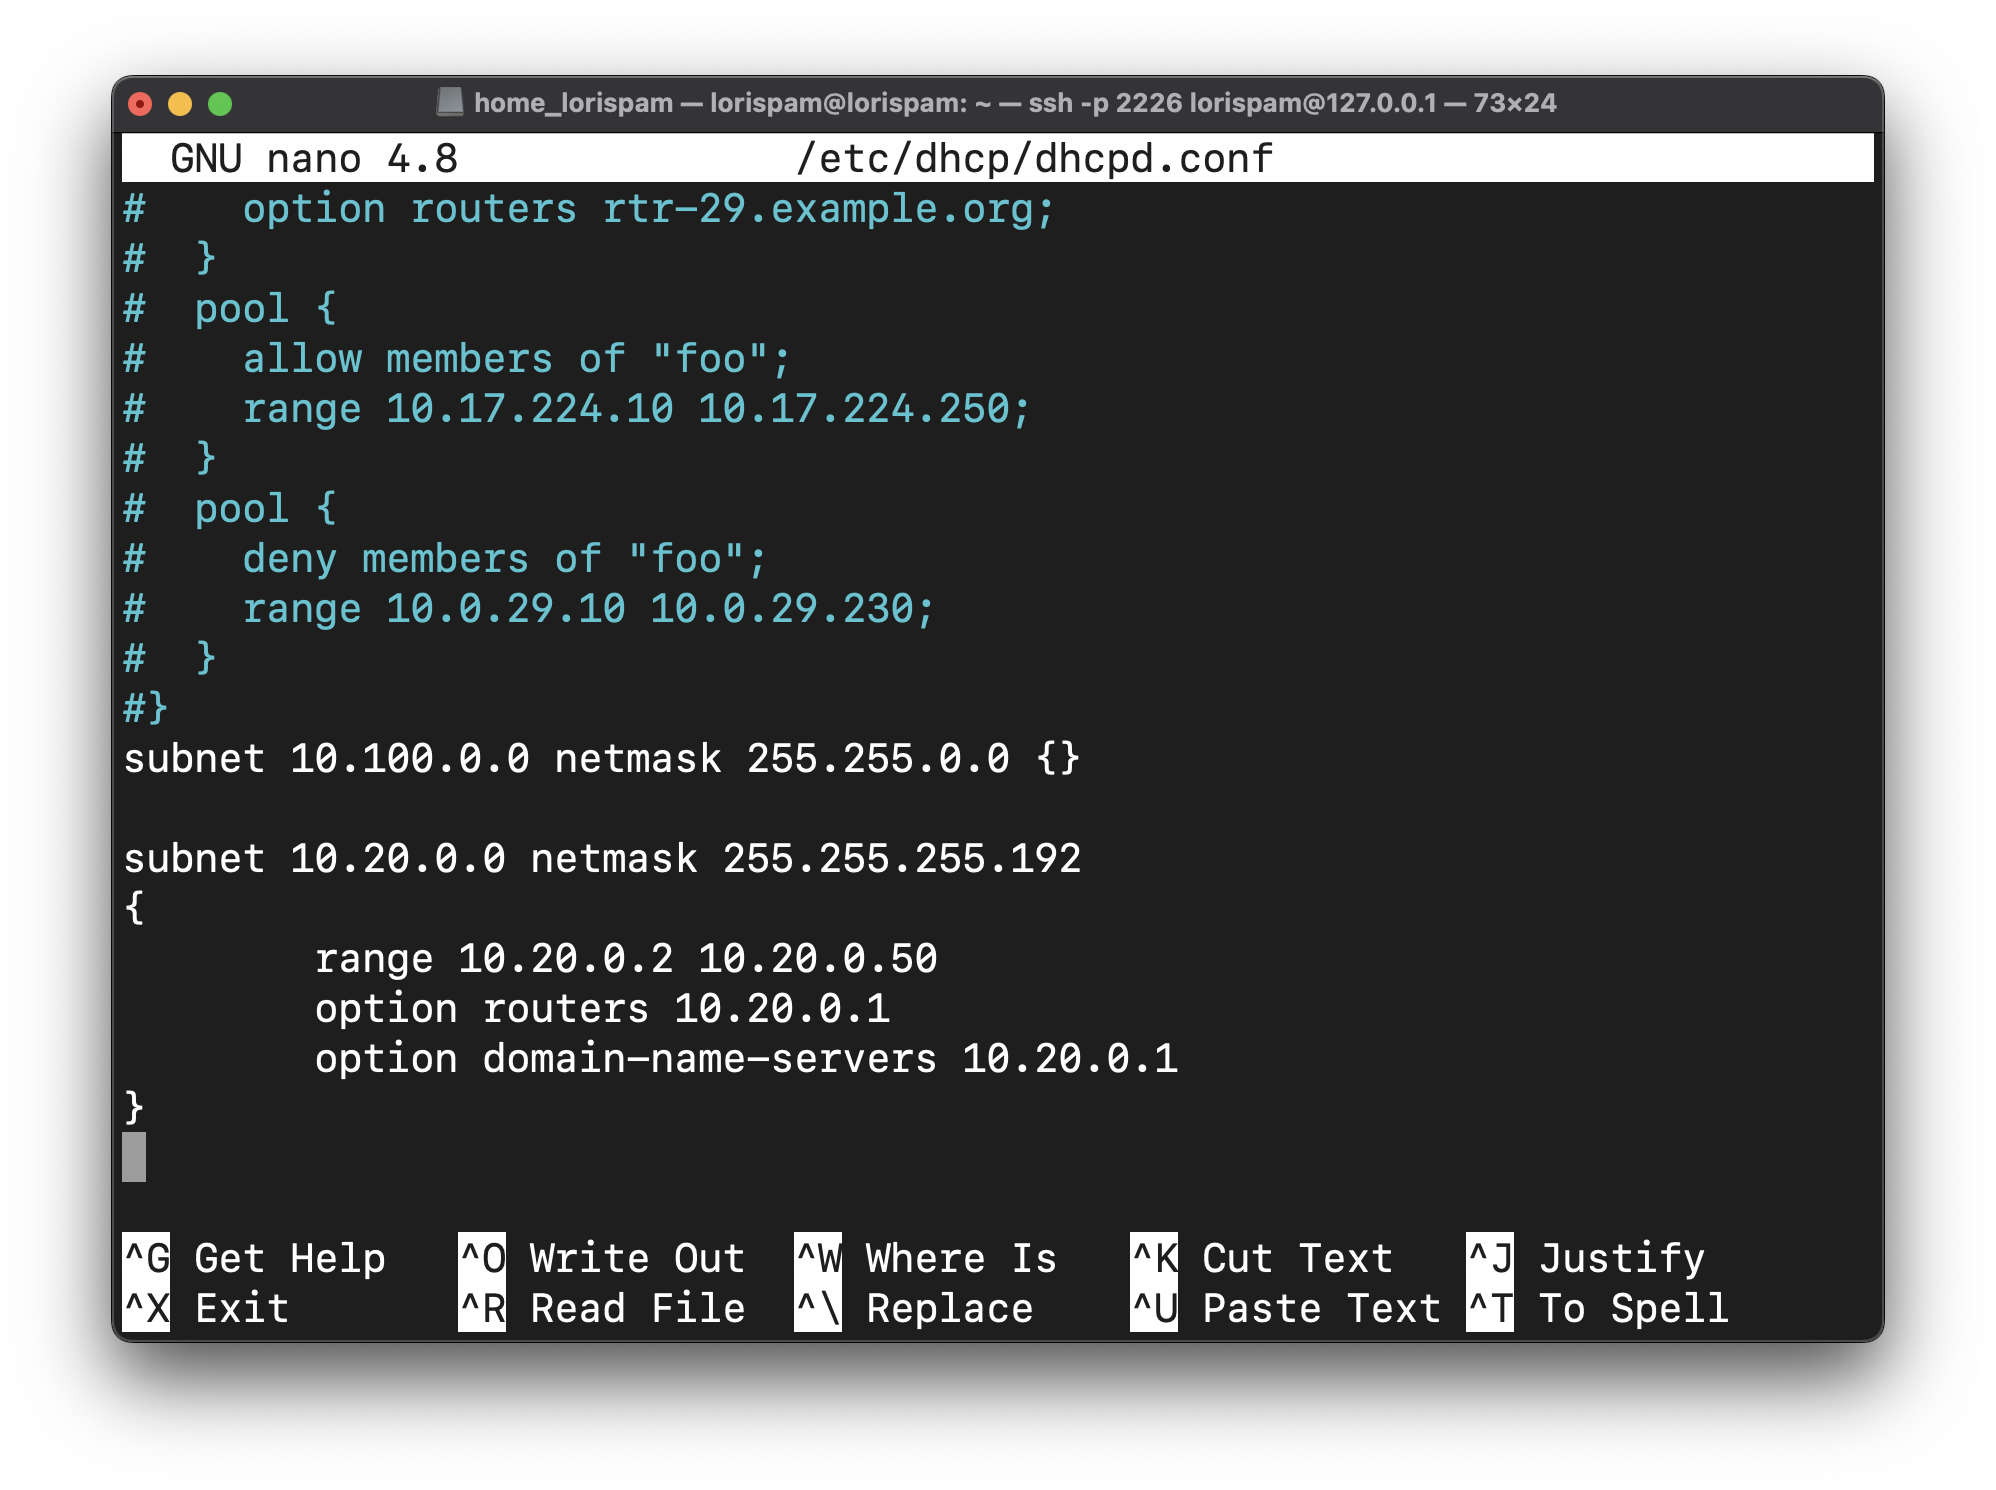 home_lorispam — lorispam@lorispam: ~ — ssh -p 2226 lorispam@127.0.0.1 — 73×24
GNU nano 4.8 /etc/dhcp/dhcpd.conf
#    option routers rtr-29.example.org;
#  }
#  pool {
#    allow members of "foo";
#    range 10.17.224.10 10.17.224.250;
#  }
#  pool {
#    deny members of "foo";
#    range 10.0.29.10 10.0.29.230;
#  }
#}
subnet 10.100.0.0 netmask 255.255.0.0 {}
subnet 10.20.0.0 netmask 255.255.255.192
{
        range 10.20.0.2 10.20.0.50
        option routers 10.20.0.1
        option domain-name-servers 10.20.0.1
}
^G Get Help ^O Write Out ^W Where Is ^K Cut Text ^J Justify
^X Exit ^R Read File ^\ Replace ^U Paste Text ^T To Spell